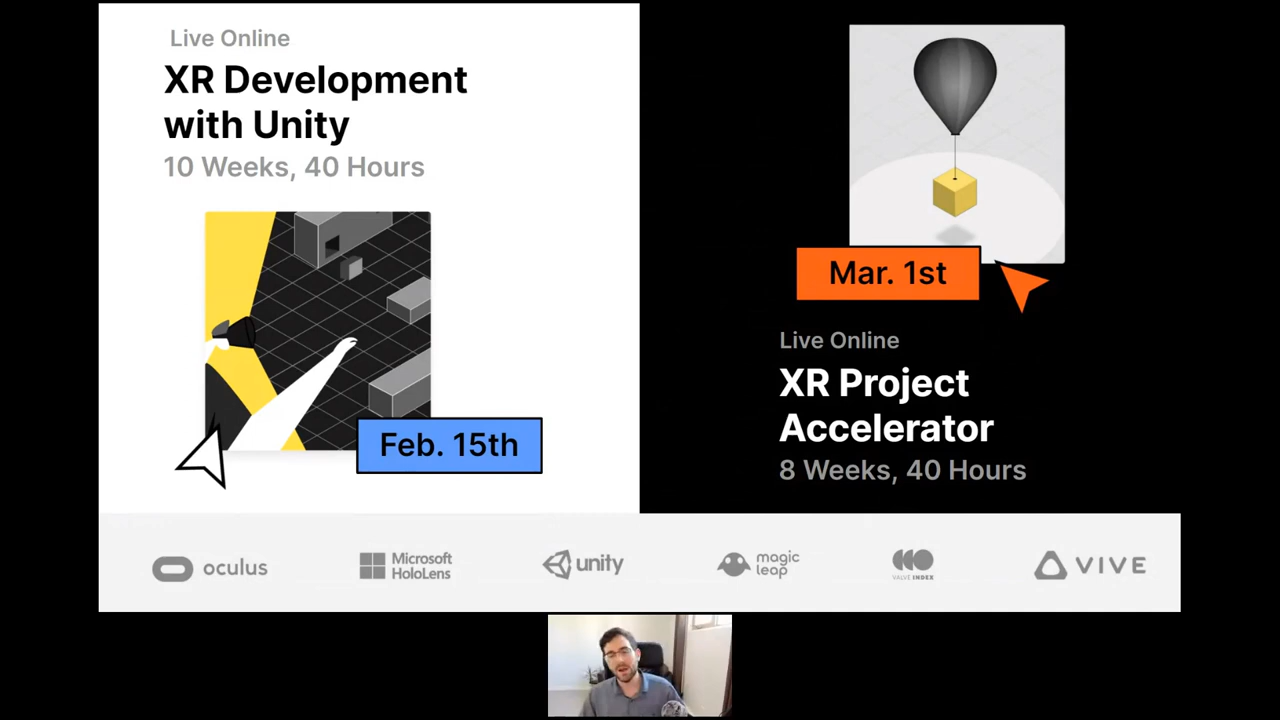 Live Online
XR Development
with Unity
10 Weeks, 40 Hours
Feb. 15th
Mar. 1st
Live Online
XR Project
Accelerator
8 Weeks, 40 Hours
oculus
Microsoft
HoloLens
unity
magic
leap
VALVE INDEX
VIVE